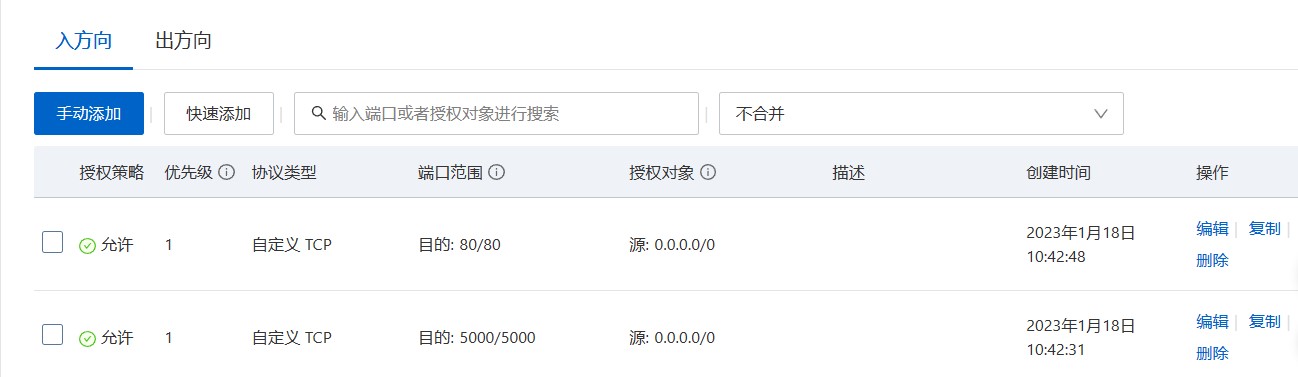 入方向 出方向
手动添加 快速添加 输入端口或者授权对象进行搜索 不合并
授权策略 优先级 协议类型 端口范围 授权对象 描述 创建时间 操作
允许 1 自定义 TCP 目的: 80/80 源: 0.0.0.0/0 2023年1月18日 编辑 复制
10:42:48 删除
允许 1 自定义 TCP 目的: 5000/5000 源: 0.0.0.0/0 2023年1月18日 编辑 复制
10:42:31 删除